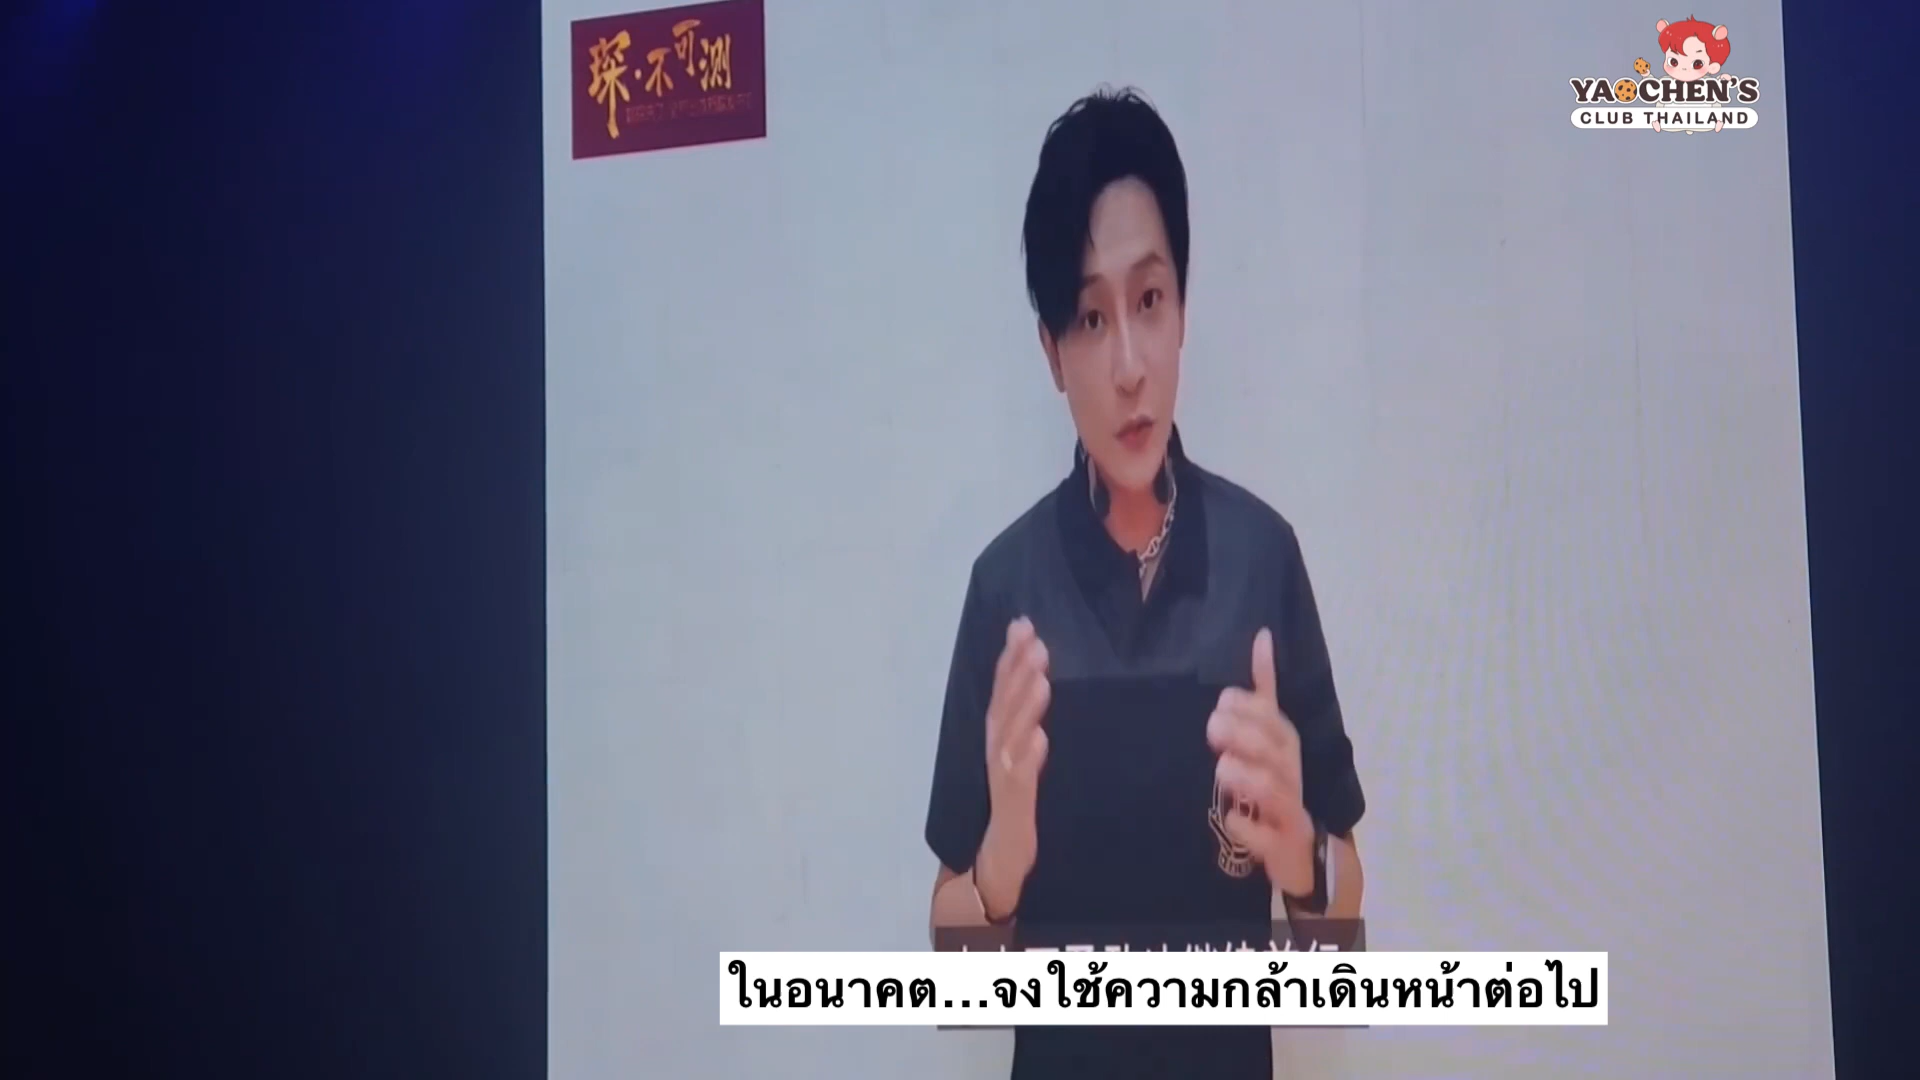 琛·不可测
YAOCHEN'S
CLUB THAILAND
ในอนาคต...จงใช้ความกล้าเดินหน้าต่อไป